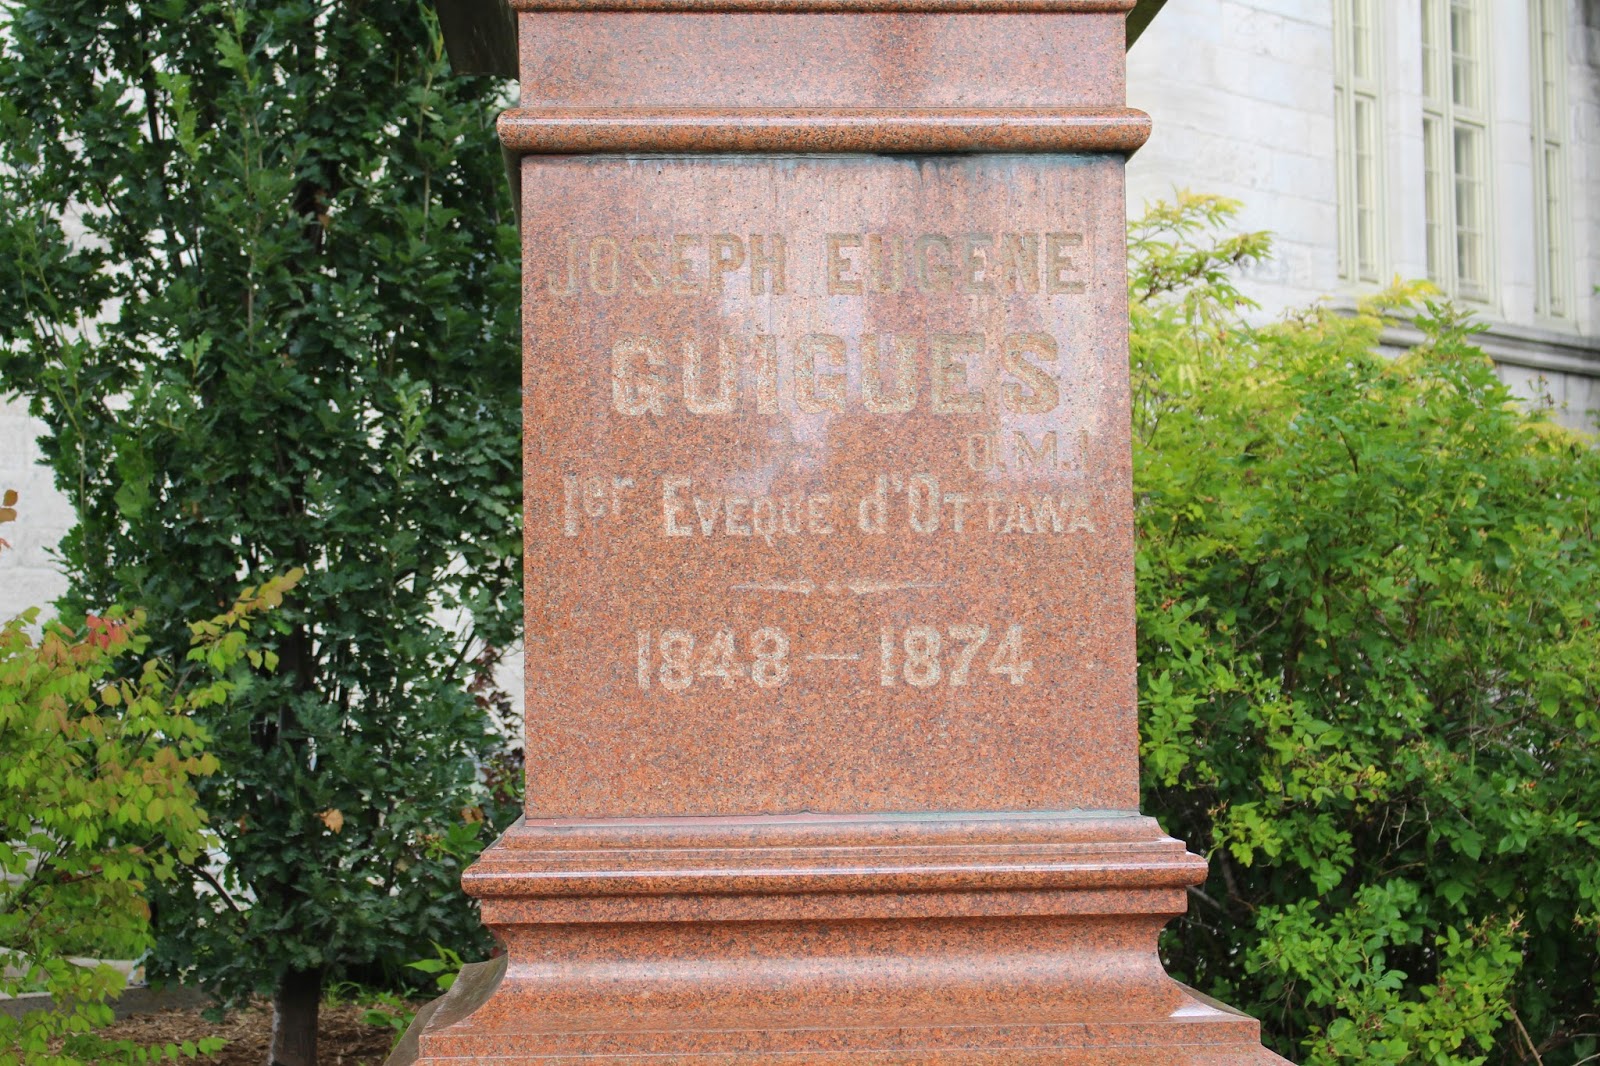 JOSEPH EUGENE
GUIGUES
O.M.I
1er EVEQUE d'OTTAWA
1848 — 1874